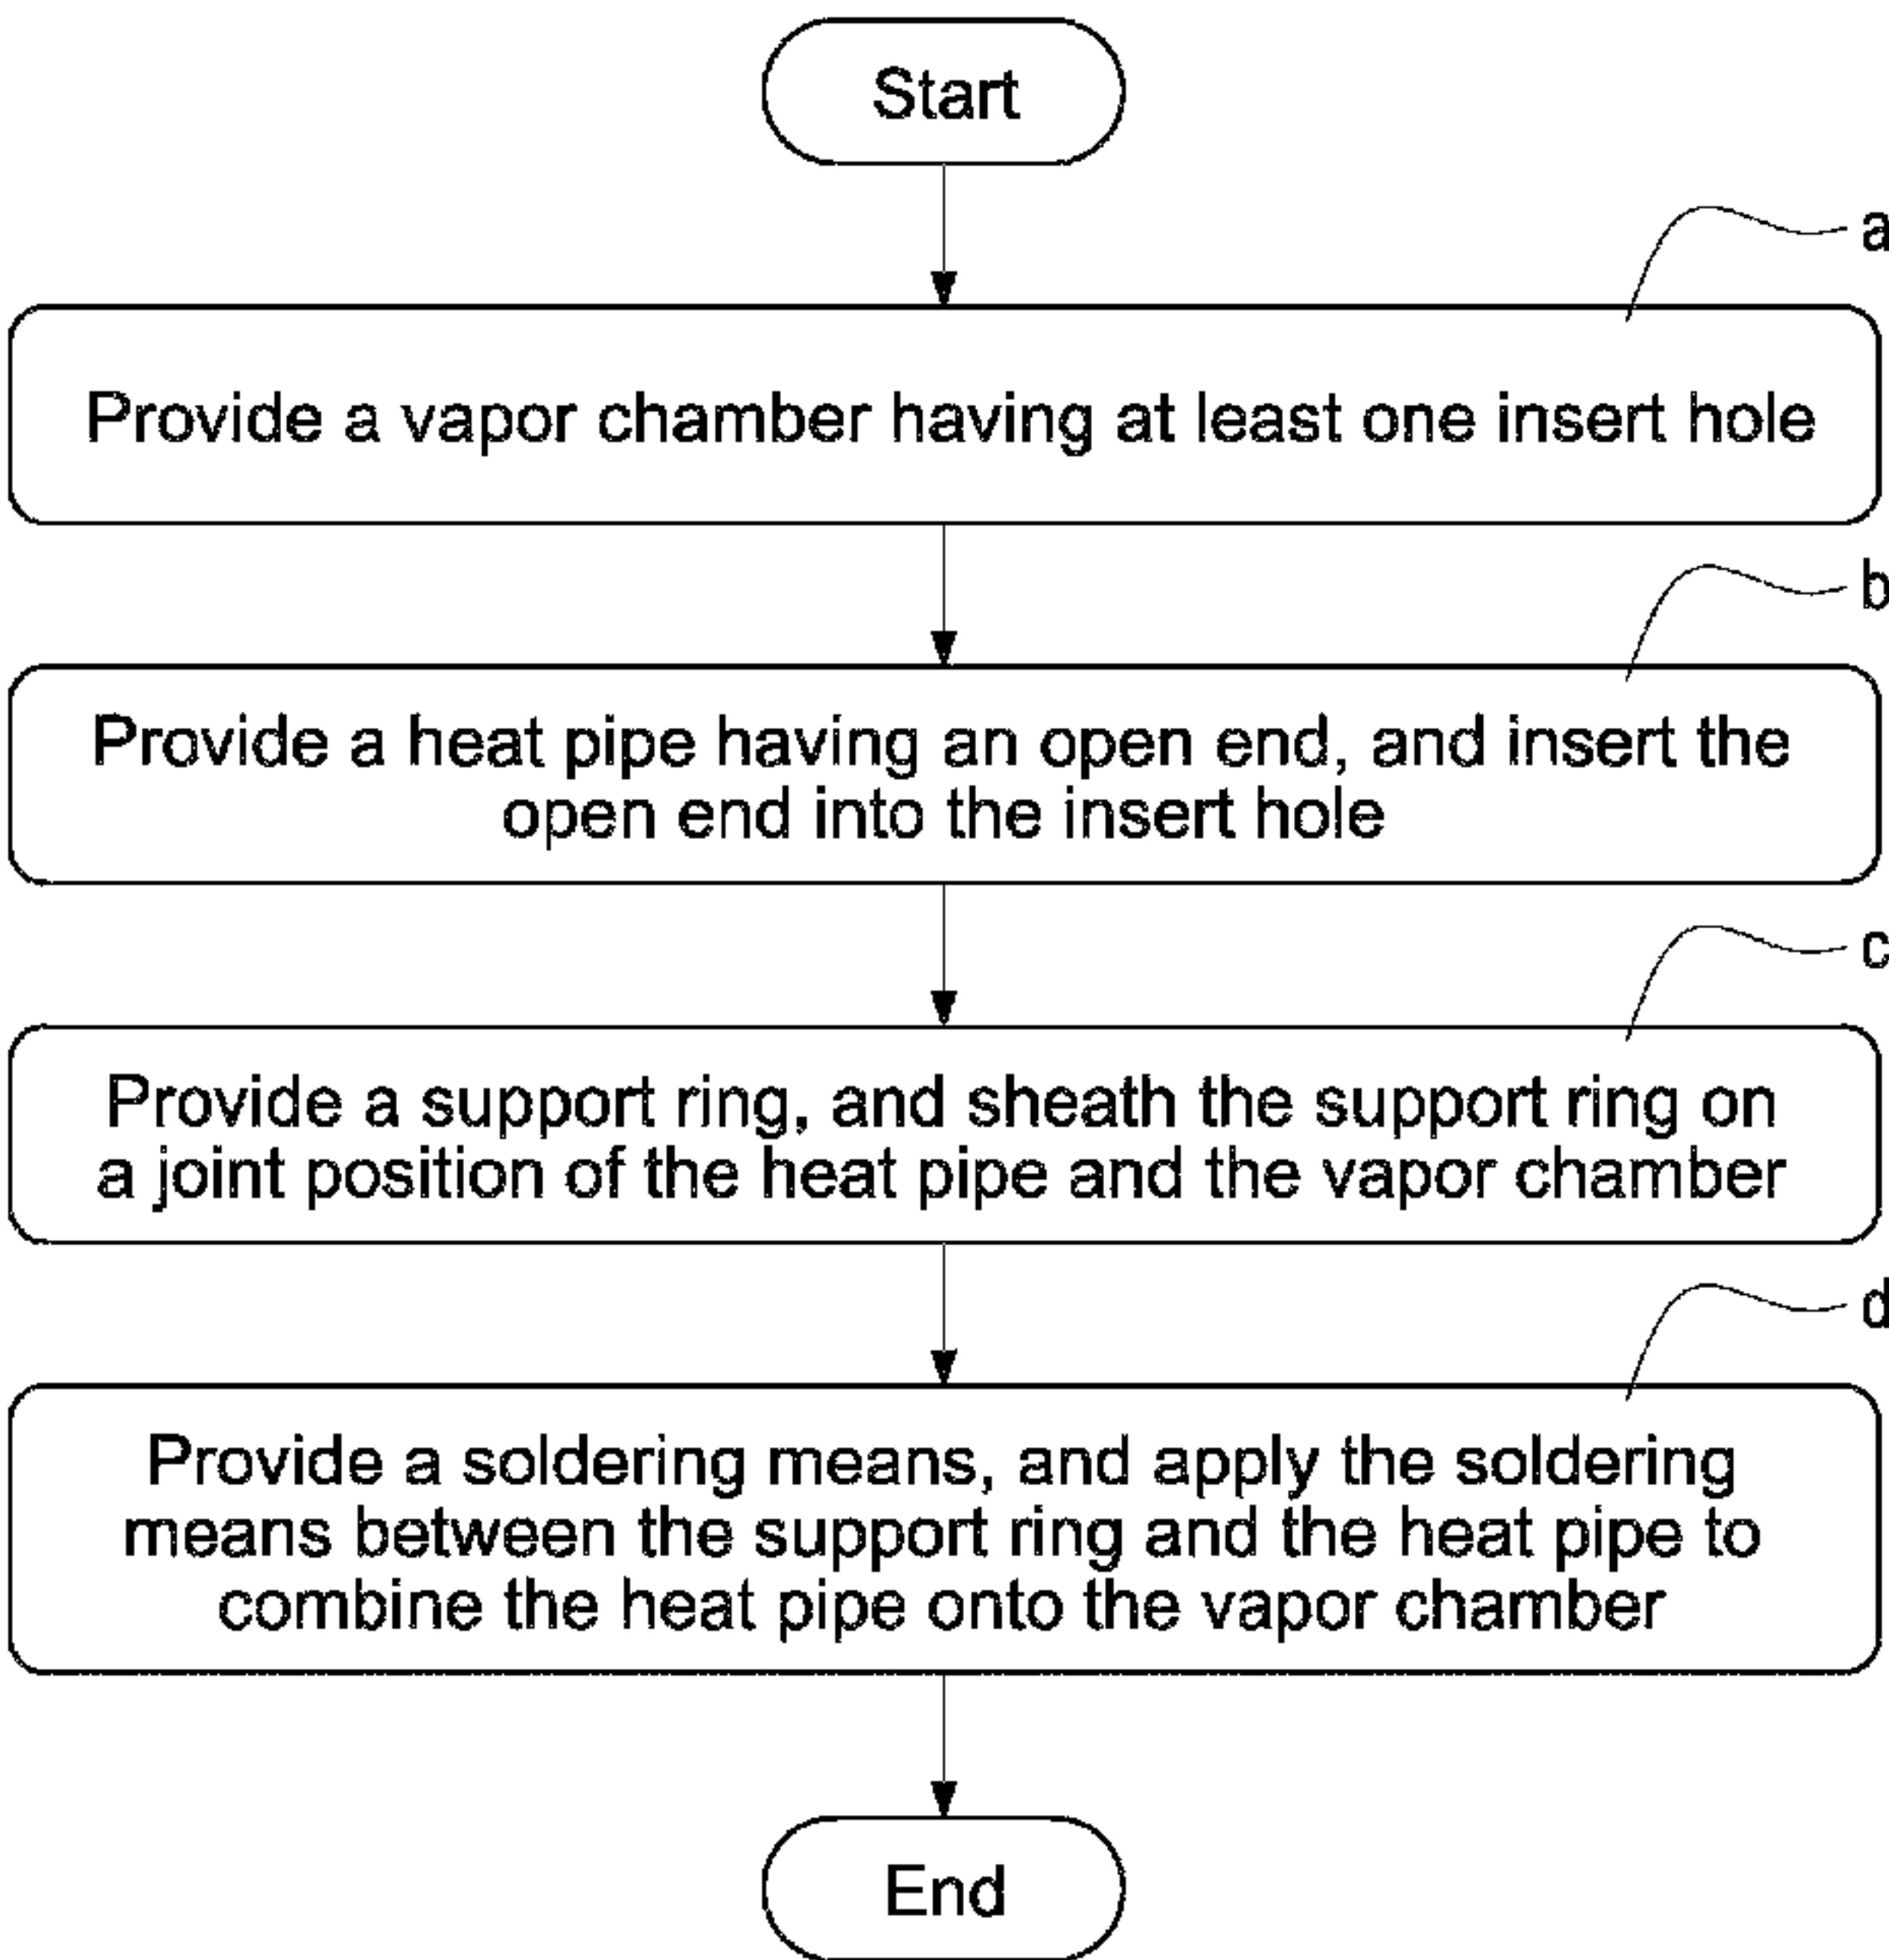 Start
a
Provide a vapor chamber having at least one insert hole
b
Provide a heat pipe having an open end, and insert the
open end into the insert hole
c
Provide a support ring, and sheath the support ring on
a joint position of the heat pipe and the vapor chamber
d
Provide a soldering means, and apply the soldering
means between the support ring and the heat pipe to
combine the heat pipe onto the vapor chamber
End